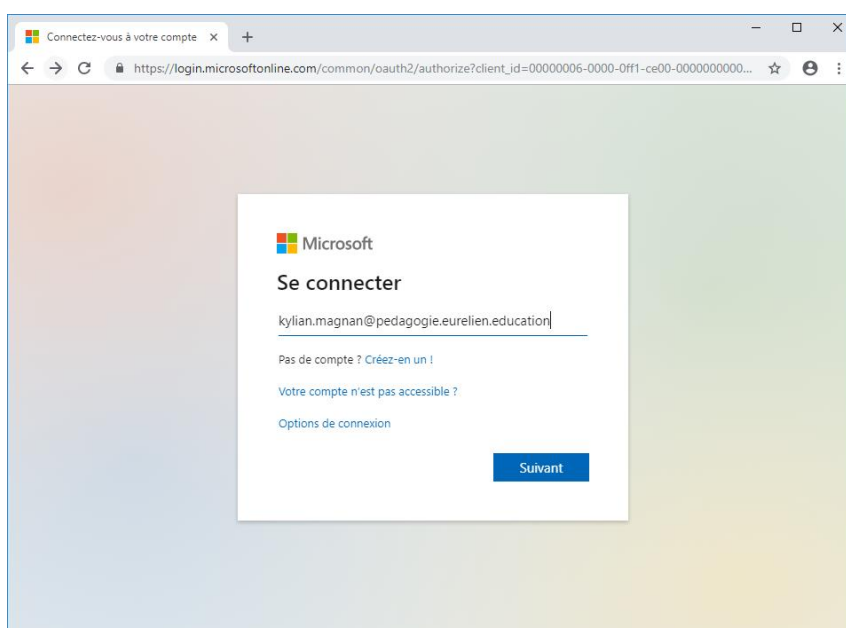 Connectez-vous à votre compte
https://login.microsoftonline.com/common/oauth2/authorize?client_id=00000006-0000-0ff1-ce00-0000000000...
Microsoft
Se connecter
kylian.magnan@pedagogie.eurelien.education
Pas de compte ? Créez-en un !
Votre compte n'est pas accessible ?
Options de connexion
Suivant